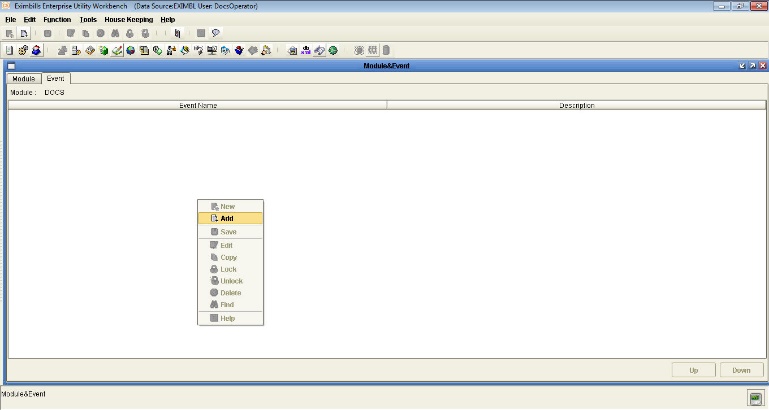 Eximbills Enterprise Utility Workbench (Data Source:EXIMBL User: DocsOperator)
File Edit Function Tools House Keeping Help
Module&Event
Module Event
Module : DOCS
Event Name Description
New
Add
Save
Edit
Copy
Lock
Unlock
Delete
Find
Help
Up Down
Module&Event